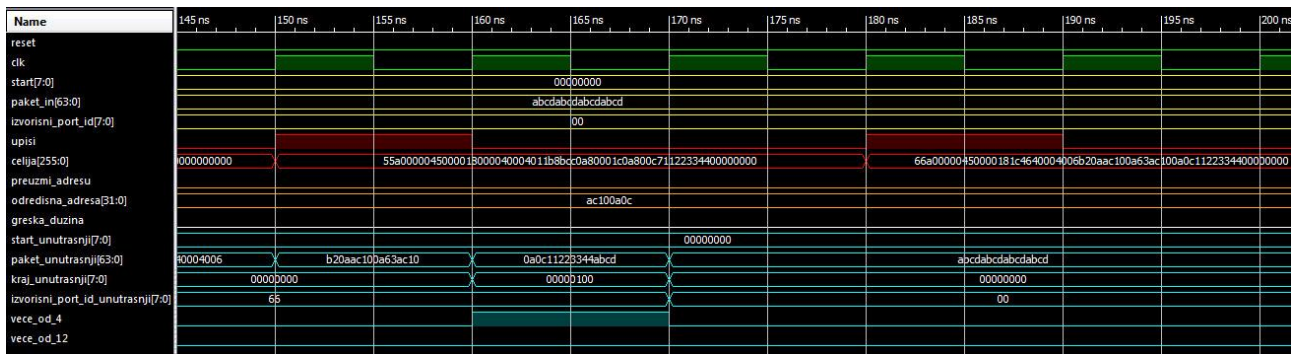 Name 145 ns 150 ns 155 ns 160 ns 165 ns 170 ns 175 ns 180 ns 185 ns 190 ns 195 ns 200 ns
reset
clk
start[7:0] 00000000
paket_in[63:0] abcdabcdabcdabcd
izvorisni_port_id[7:0] 00
upisi
celija[255:0] 0000000000 55a00000450000180000040004011b8bcc0a80001c0a800c71122334400000000 66a00000450000181c4640004006b20aac100a63ac100a0c1122334400000000
preuzmi_adresu
odredisna_adresa[31:0] ac100a0c
greska_duzina
start_unutrasnji[7:0] 00000000
paket_unutrasnji[63:0] 40004006 b20aac100a63ac10 0a0c11223344abcd abcdabcdabcdabcd
kraj_unutrasnji[7:0] 00000000 00000100 00000000
izvorisni_port_id_unutrasnji[7:0] 66 00
vece_od_4
vece_od_12